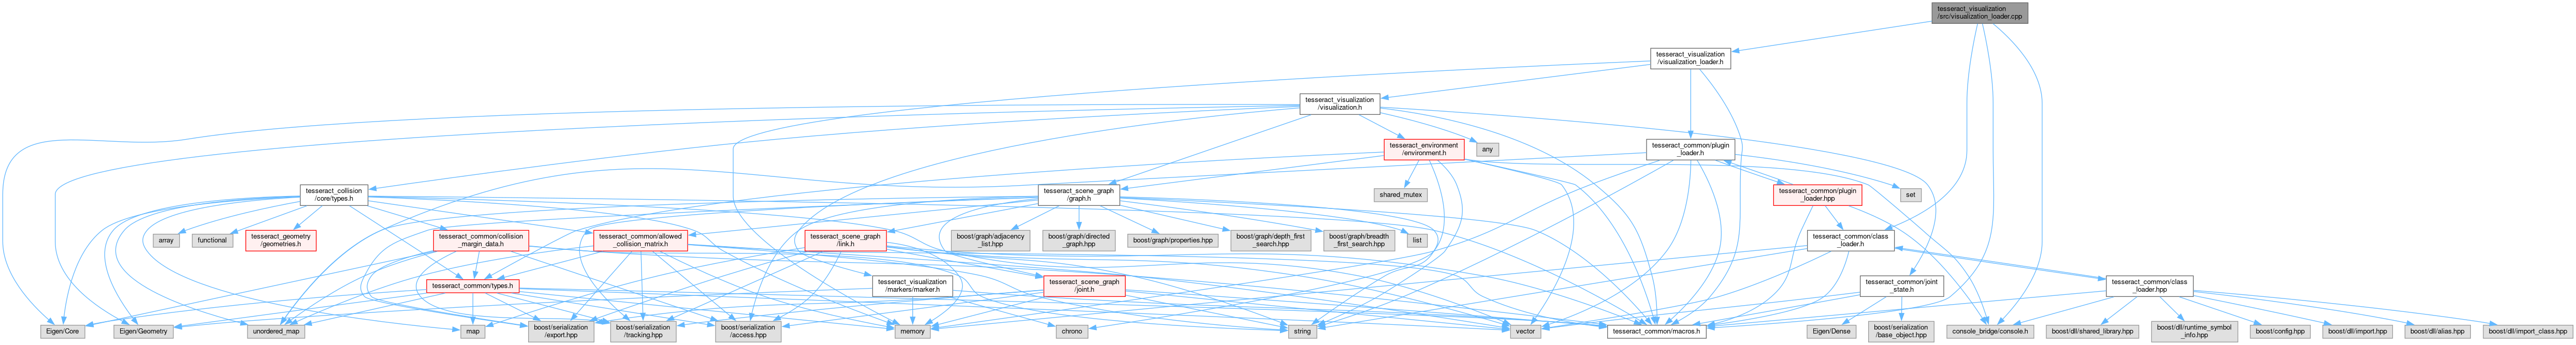 tesseract_visualization
/src/visualization_loader.cpp
tesseract_visualization
/visualization_loader.h
tesseract_visualization
/visualization.h
tesseract_environment
/environment.h
any
tesseract_common/plugin
_loader.h
tesseract_collision
/core/types.h
tesseract_scene_graph
/graph.h
shared_mutex
tesseract_common/plugin
_loader.hpp
set
array
functional
tesseract_geometry
/geometries.h
tesseract_common/collision
_margin_data.h
tesseract_common/allowed
_collision_matrix.h
tesseract_scene_graph
/link.h
boost/graph/adjacency
_list.hpp
boost/graph/directed
_graph.hpp
boost/graph/properties.hpp
boost/graph/depth_first
_search.hpp
boost/graph/breadth
_first_search.hpp
list
tesseract_common/class
_loader.h
tesseract_common/types.h
tesseract_visualization
/markers/marker.h
tesseract_scene_graph
/joint.h
tesseract_common/joint
_state.h
tesseract_common/class
_loader.hpp
Eigen/Core
Eigen/Geometry
unordered_map
map
boost/serialization
/export.hpp
boost/serialization
/tracking.hpp
boost/serialization
/access.hpp
memory
chrono
string
vector
tesseract_common/macros.h
Eigen/Dense
boost/serialization
/base_object.hpp
console_bridge/console.h
boost/dll/shared_library.hpp
boost/dll/runtime_symbol
_info.hpp
boost/config.hpp
boost/dll/import.hpp
boost/dll/alias.hpp
boost/dll/import_class.hpp